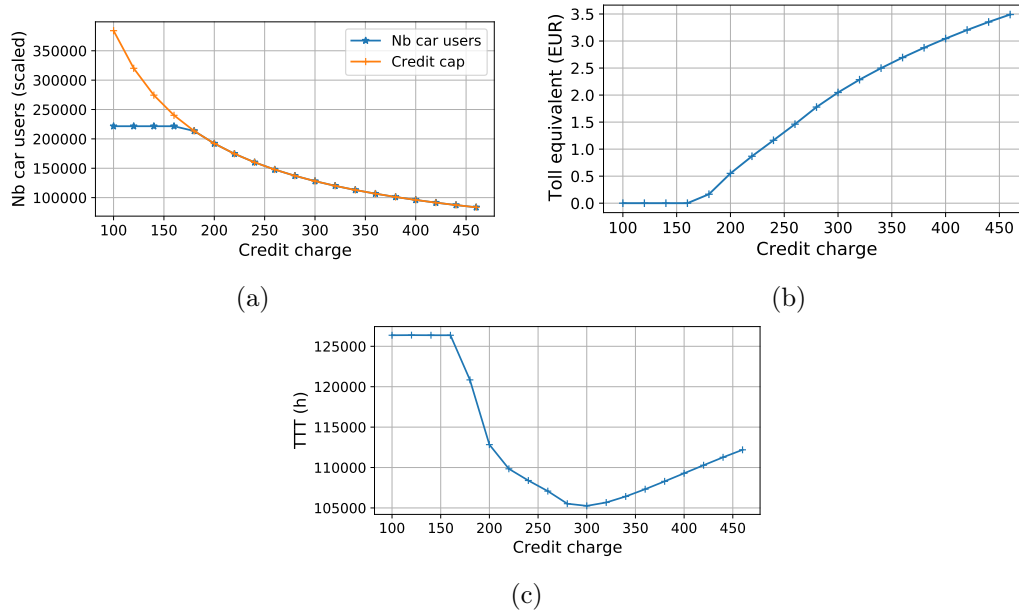 Nb car users (scaled)
350000
300000
250000
200000
150000
100000
Nb car users
Credit cap
100 150 200 250 300 350 400 450
Credit charge
(a)
Toll equivalent (EUR)
3.5
3.0
2.5
2.0
1.5
1.0
0.5
0.0
100 150 200 250 300 350 400 450
Credit charge
(b)
TTT (h)
125000
120000
115000
110000
105000
100 150 200 250 300 350 400 450
Credit charge
(c)